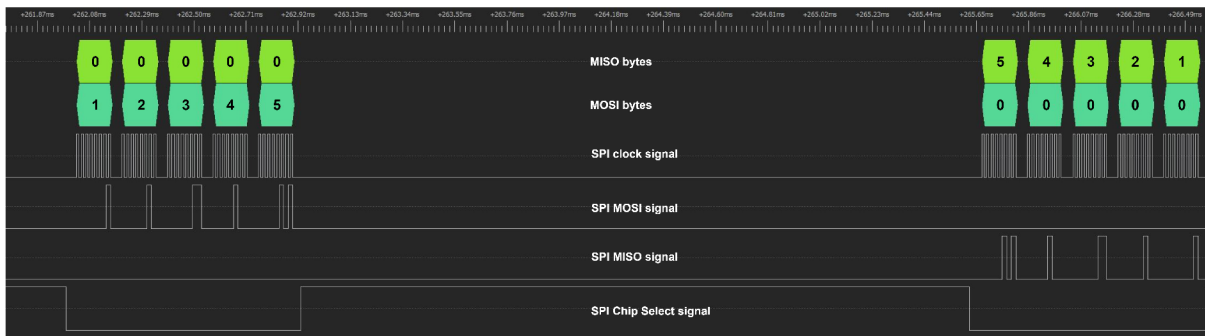 +261.87ms +262.08ms +262.29ms +262.50ms +262.71ms +262.92ms +263.13ms +263.34ms +263.55ms +263.76ms +263.97ms +264.18ms +264.39ms +264.60ms +264.81ms +265.02ms +265.23ms +265.44ms +265.65ms +265.86ms +266.07ms +266.28ms +266.49ms
0 0 0 0 0 MISO bytes 5 4 3 2 1
1 2 3 4 5 MOSI bytes 0 0 0 0 0
SPI clock signal
SPI MOSI signal
SPI MISO signal
SPI Chip Select signal